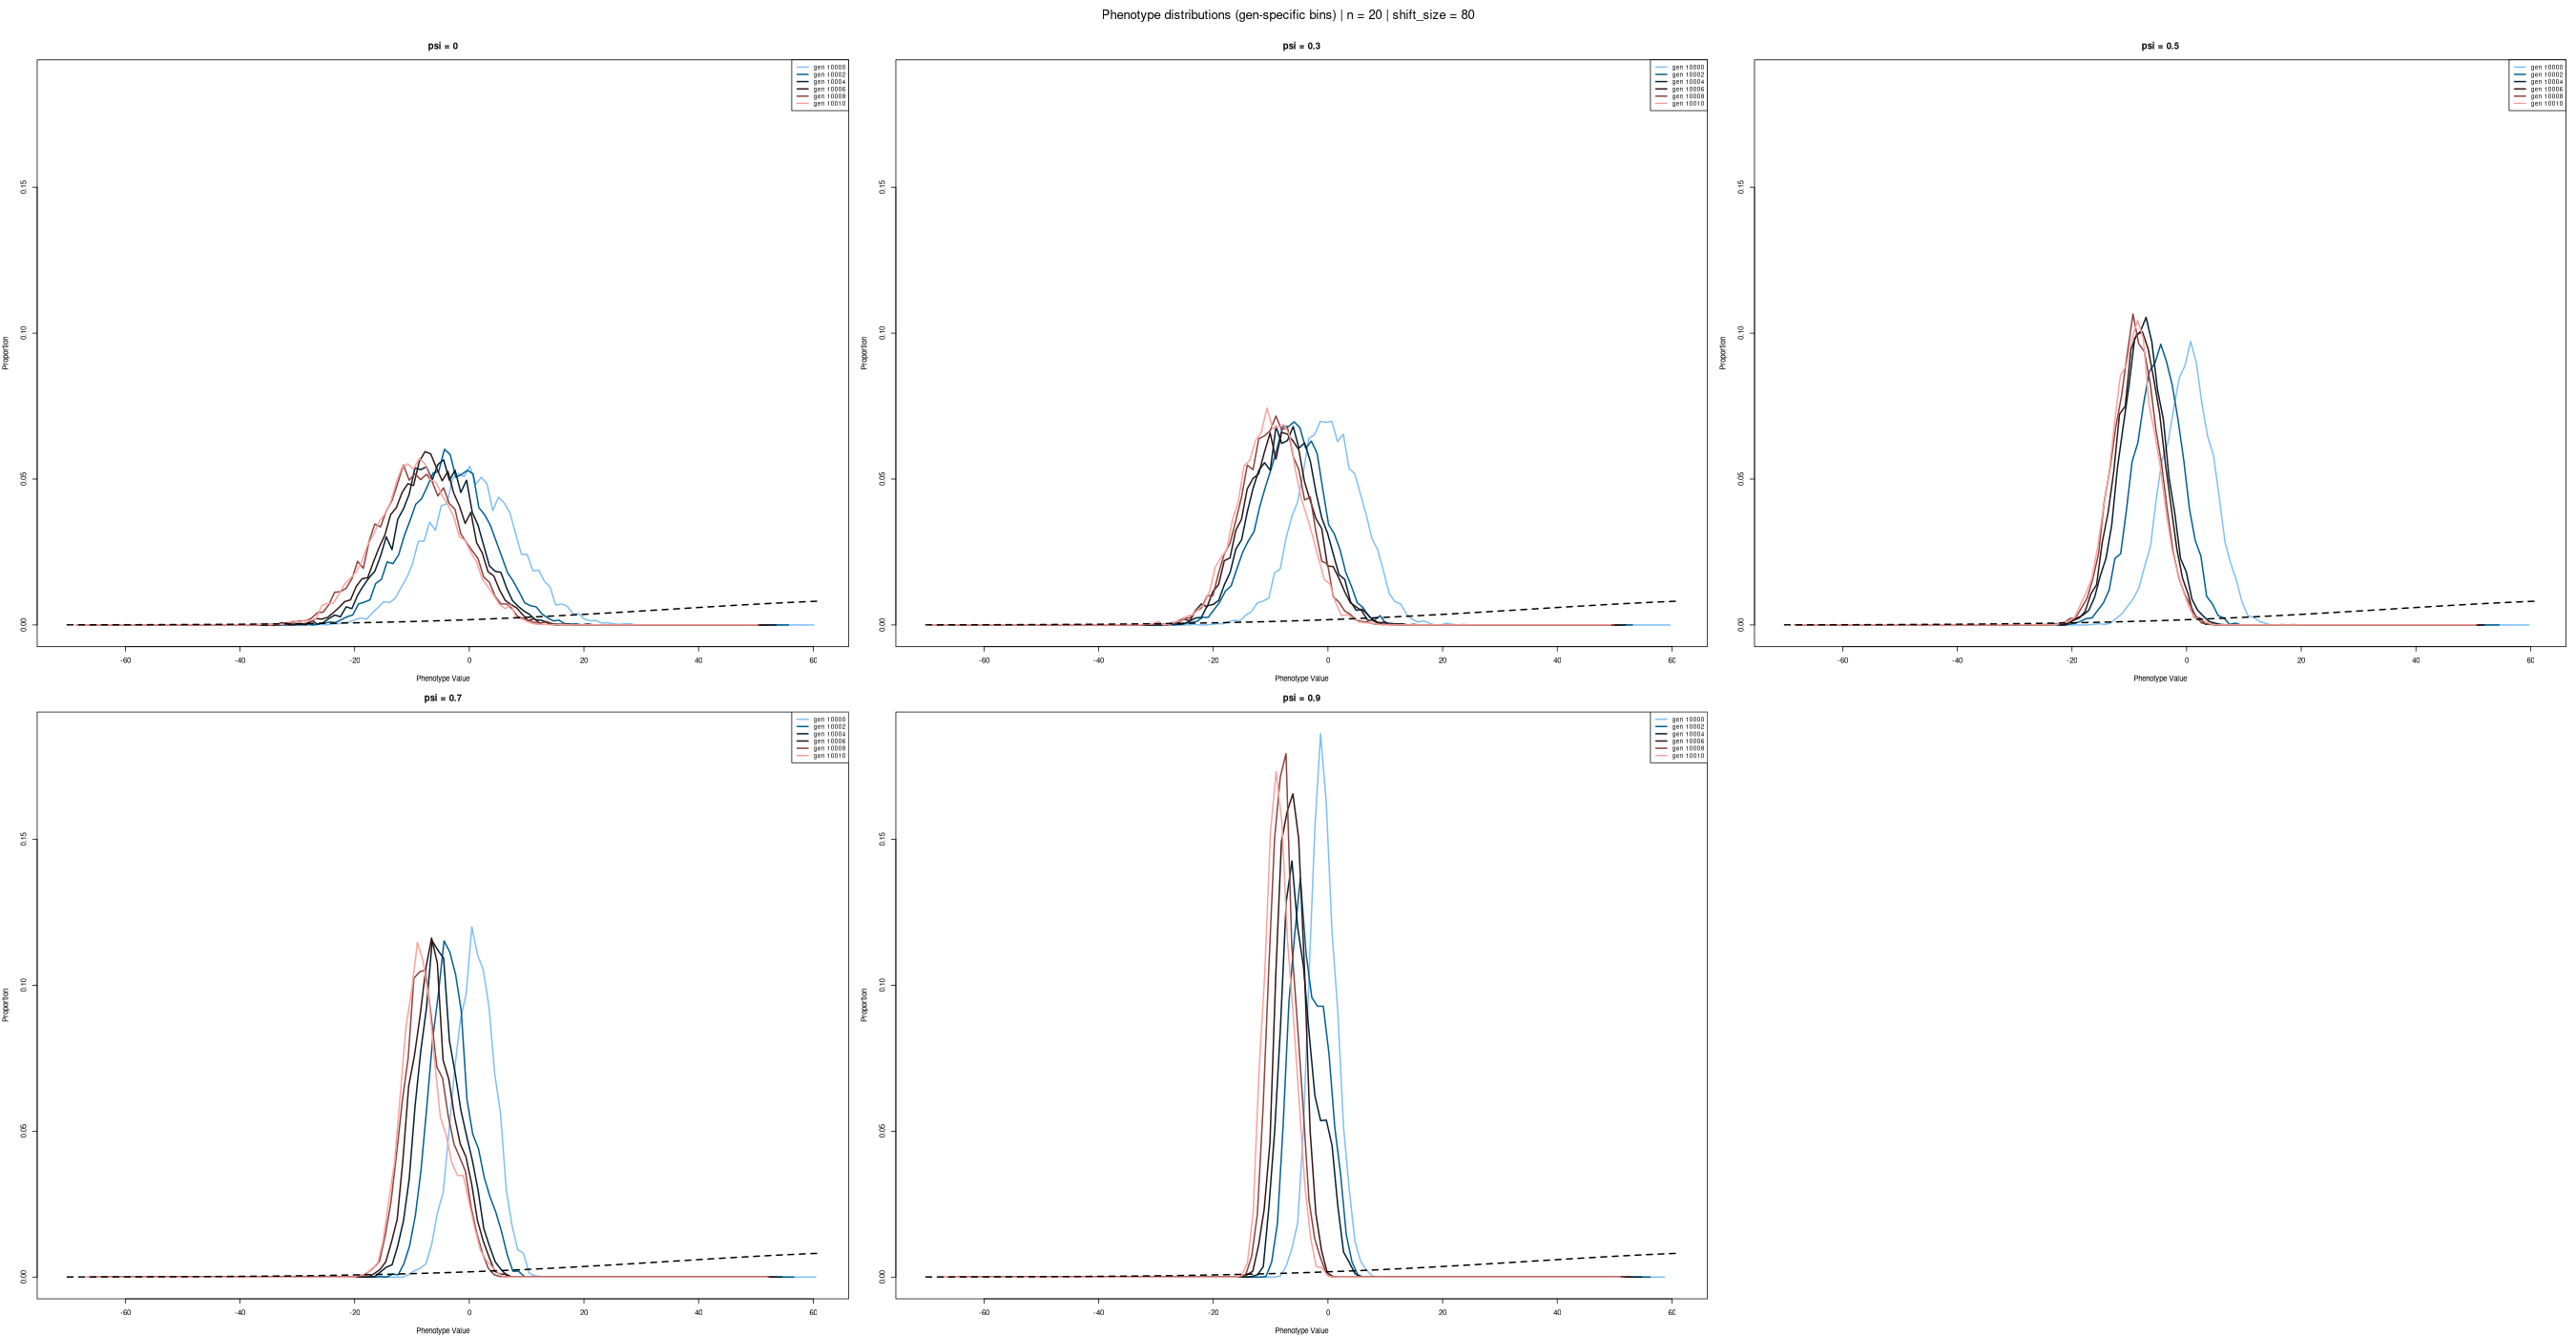 Phenotype distributions (gen-specific bins) | n = 20 | shift_size = 80
psi = 0
gen 10000
gen 10002
gen 10004
gen 10006
gen 10008
gen 10010
Proportion
0.15
0.10
0.05
0.00
-60 -40 -20 0 20 40 60
Phenotype Value
psi = 0.3
gen 10000
gen 10002
gen 10004
gen 10006
gen 10008
gen 10010
Proportion
0.15
0.10
0.05
0.00
-60 -40 -20 0 20 40 60
Phenotype Value
psi = 0.5
gen 10000
gen 10002
gen 10004
gen 10006
gen 10008
gen 10010
Proportion
0.15
0.10
0.05
0.00
-60 -40 -20 0 20 40 60
Phenotype Value
psi = 0.7
gen 10000
gen 10002
gen 10004
gen 10006
gen 10008
gen 10010
Proportion
0.15
0.10
0.05
0.00
-60 -40 -20 0 20 40 60
Phenotype Value
psi = 0.9
gen 10000
gen 10002
gen 10004
gen 10006
gen 10008
gen 10010
Proportion
0.15
0.10
0.05
0.00
-60 -40 -20 0 20 40 60
Phenotype Value